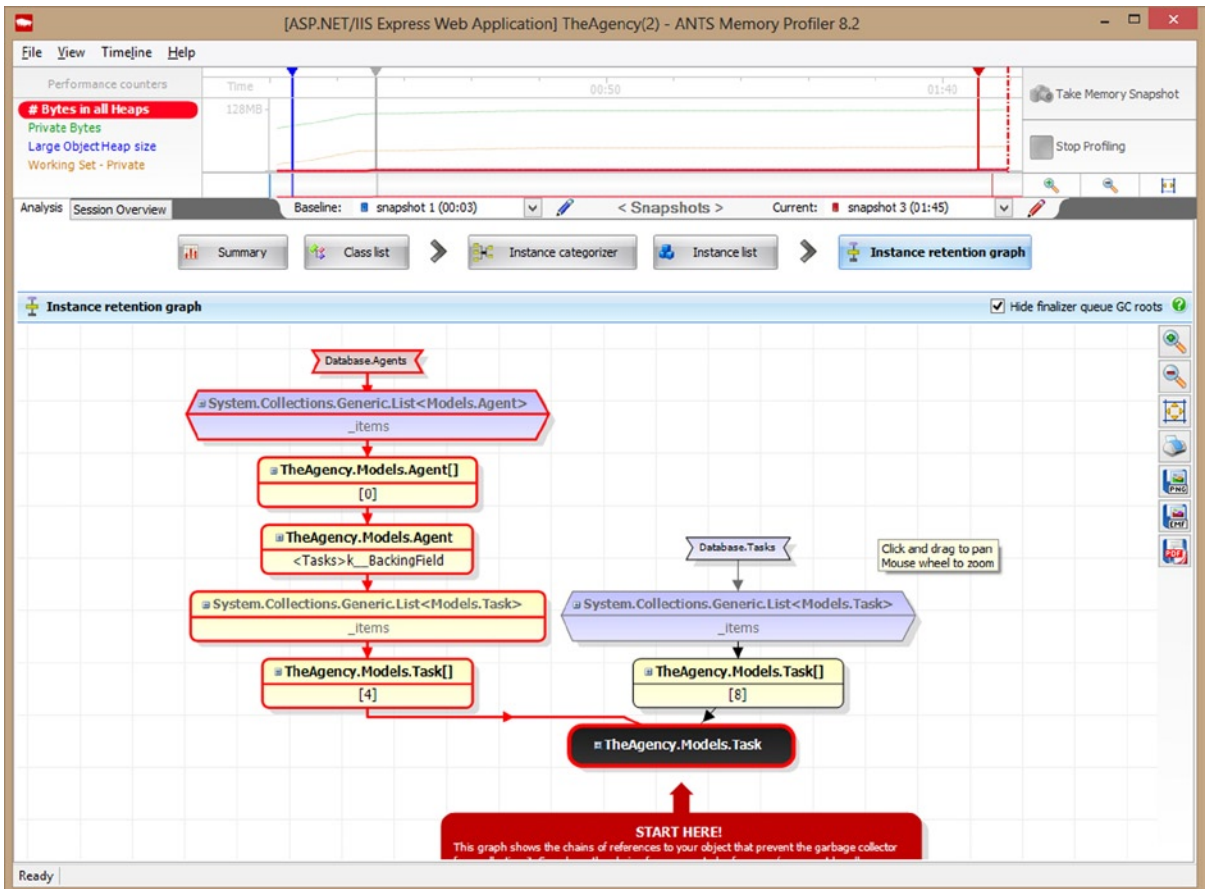 [ASP.NET/IIS Express Web Application] TheAgency(2) - ANTS Memory Profiler 8.2
File View Timeline Help
Performance counters
# Bytes in all Heaps
Private Bytes
Large Object Heap size
Working Set - Private
Time 00:50 01:40
128MB
Take Memory Snapshot
Stop Profiling
Analysis Session Overview Baseline: snapshot 1 (00:03) < Snapshots > Current: snapshot 3 (01:45)
Summary Class list Instance categorizer Instance list Instance retention graph
Instance retention graph Hide finalizer queue GC roots
Database.Agents
System.Collections.Generic.List<Models.Agent>
_items
TheAgency.Models.Agent[]
[0]
TheAgency.Models.Agent
<Tasks>k__BackingField
System.Collections.Generic.List<Models.Task>
_items
TheAgency.Models.Task[]
[4]
Database.Tasks
System.Collections.Generic.List<Models.Task>
_items
TheAgency.Models.Task[]
[8]
Click and drag to pan
Mouse wheel to zoom
PNG
EMF
PDF
TheAgency.Models.Task
START HERE!
This graph shows the chains of references to your object that prevent the garbage collector
Ready